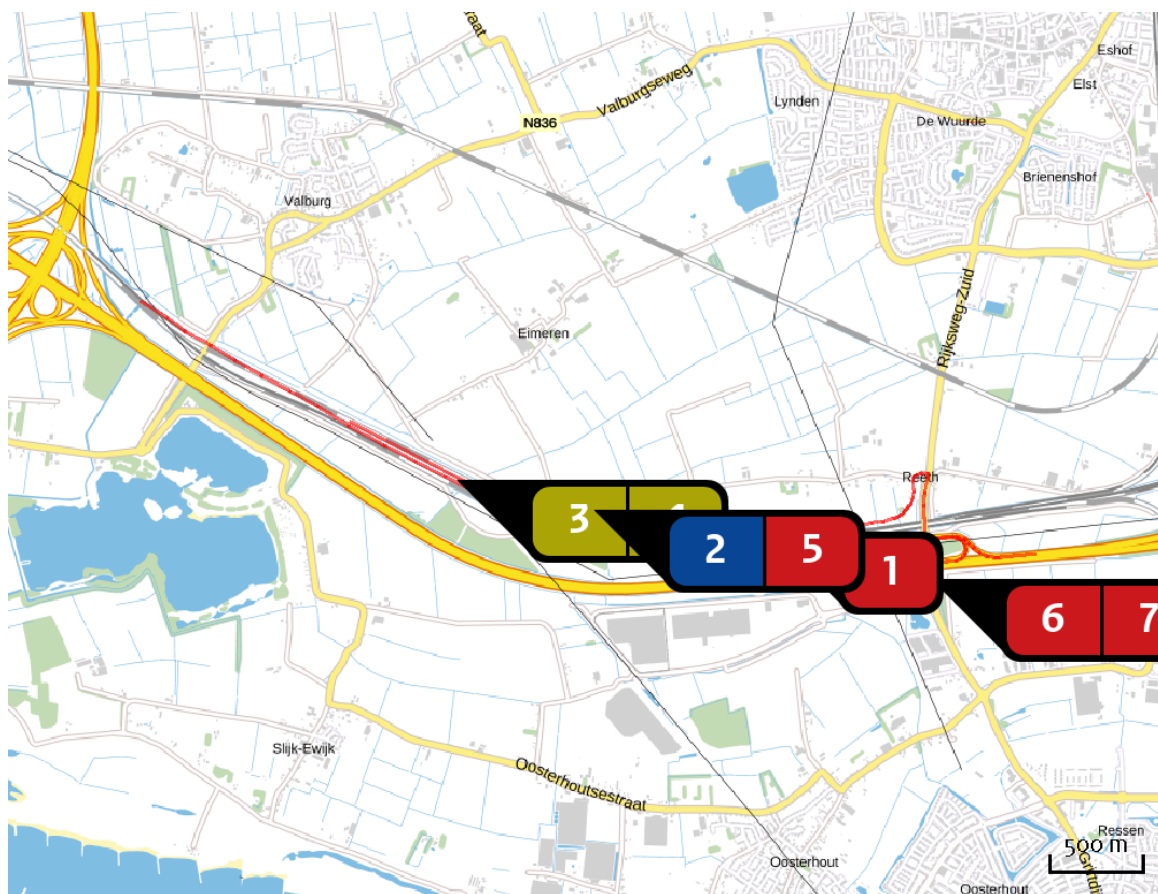 raat
Eshof
Elst
Valburgseweg
Lynden
N836
De Wuurde
Brienenshof
Valburg
Rijksweg-Zuid
Eimeren
Reeth
3
2
5
1
6
7
Slijk-Ewijk
Oosterhoutsestraat
Ressen
500 m
Oosterhout
Oosterhout